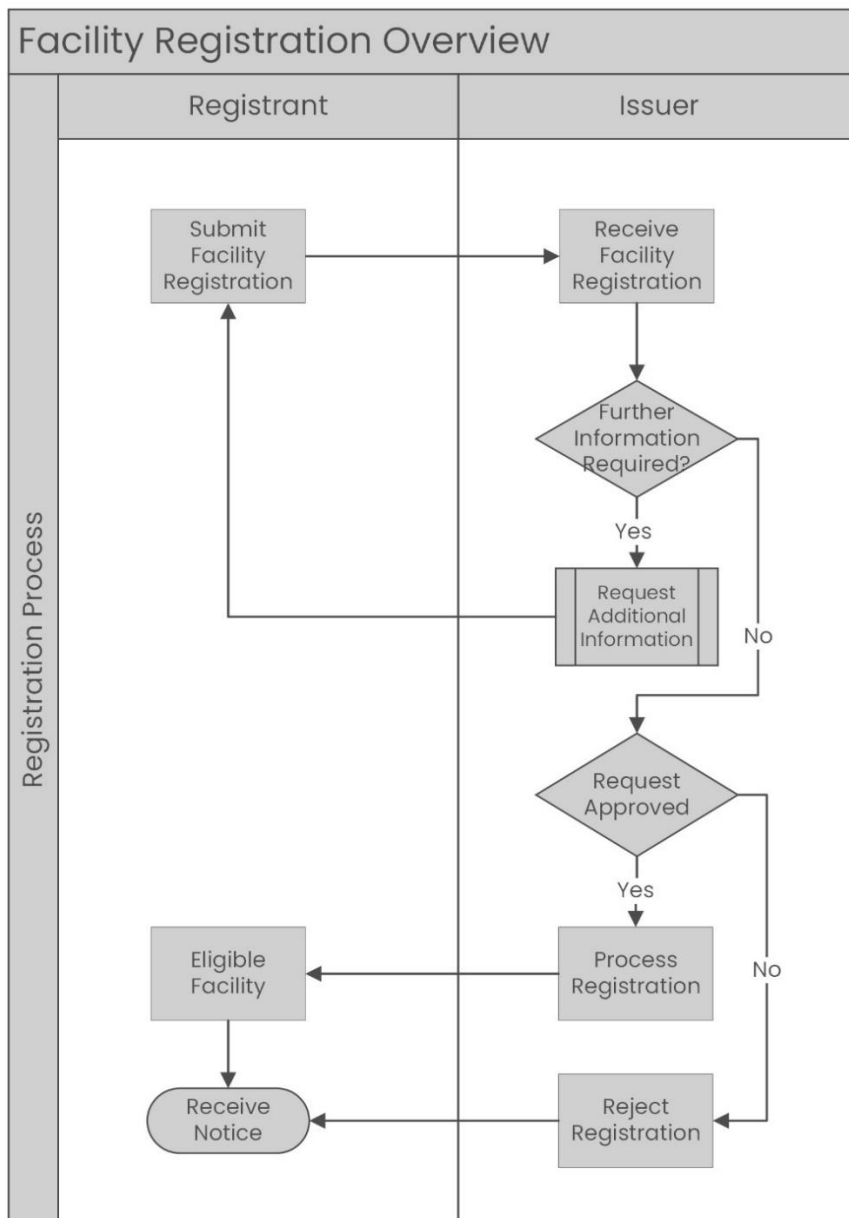 Facility Registration Overview
Registrant
Issuer
Registration Process
Submit
Facility
Registration
Receive
Facility
Registration
Further
Information
Required?
Yes
No
Request
Additional
Information
Request
Approved
Yes
No
Eligible
Facility
Process
Registration
Receive
Notice
Reject
Registration